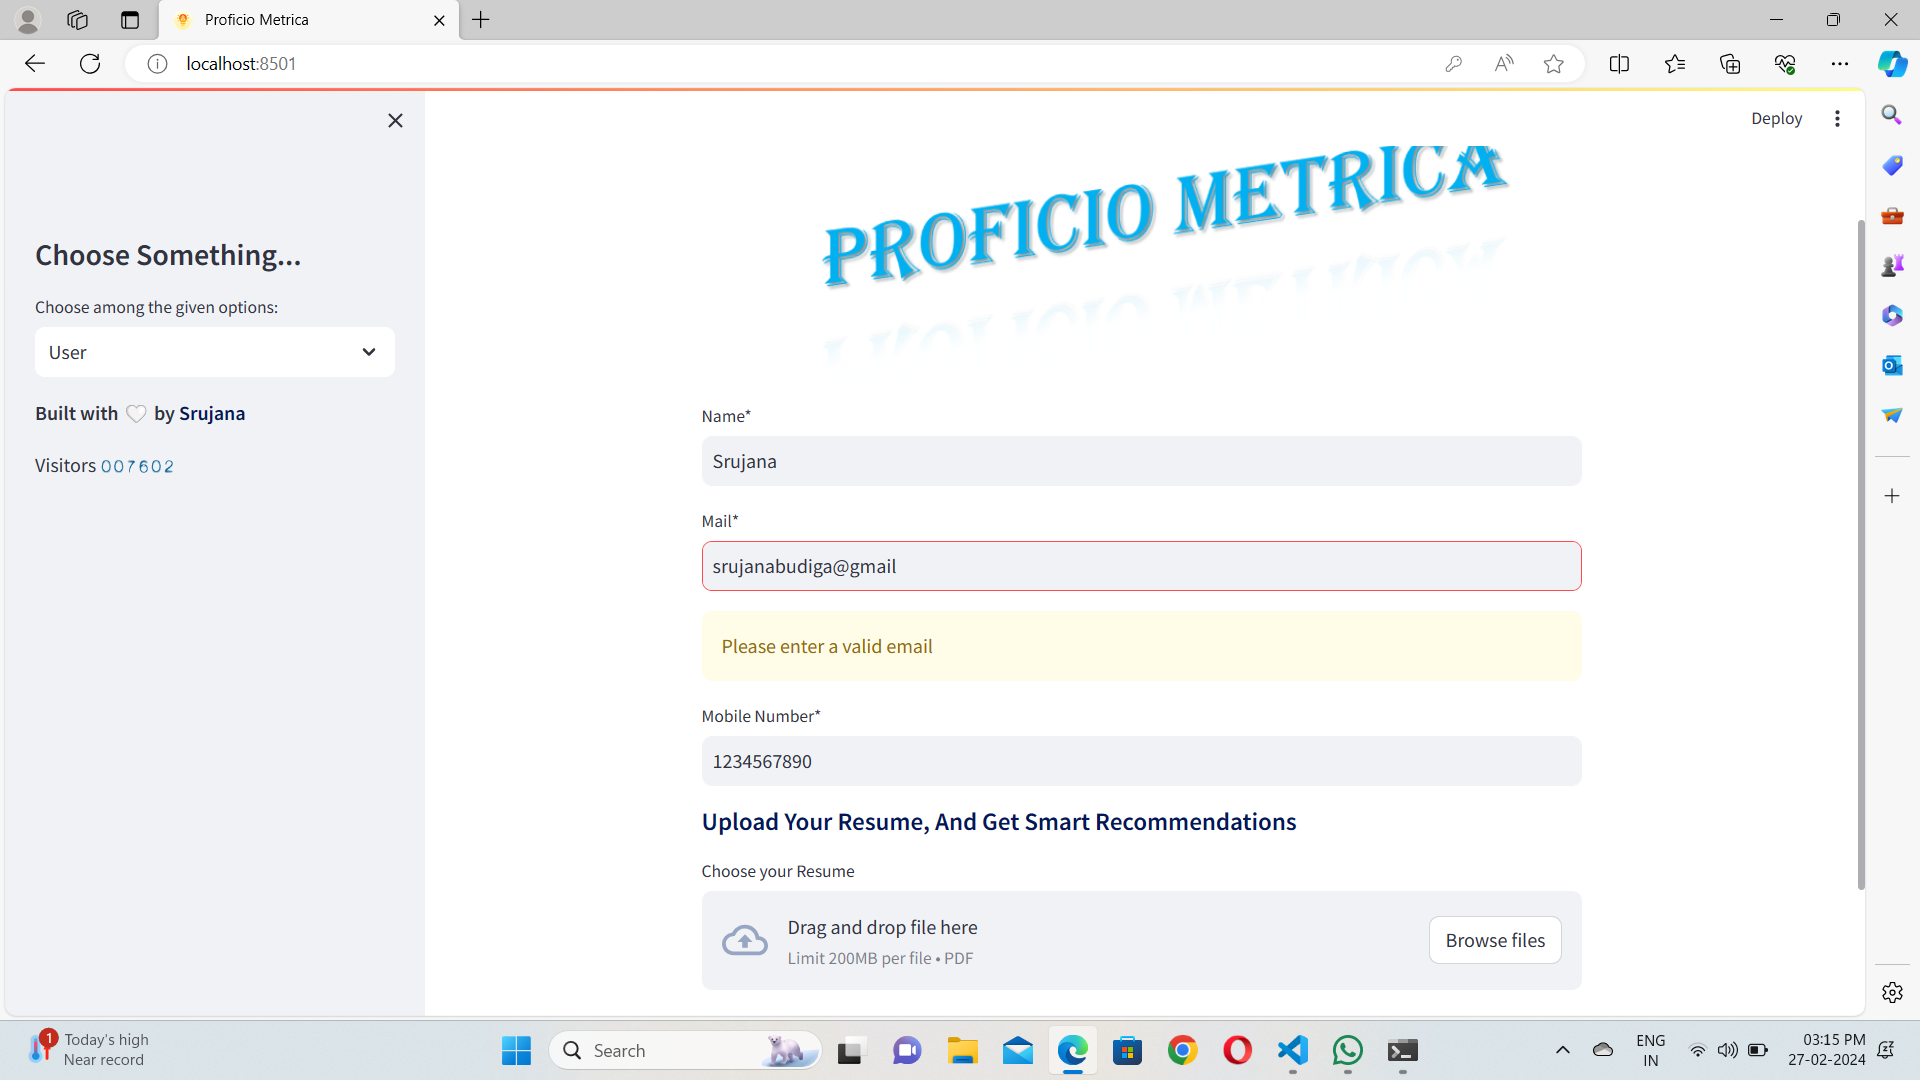 Proficio Metrica
localhost:8501
Deploy
PROFICIO METRICA
Choose Something...
Choose among the given options:
User
Built with 🤍 by Srujana
Visitors 007602
Name*
Srujana
Mail*
srujanabudiga@gmail
Please enter a valid email
Mobile Number*
1234567890
Upload Your Resume, And Get Smart Recommendations
Choose your Resume
Drag and drop file here
Limit 200MB per file • PDF
Browse files
1
Today's high
Near record
Search
ENG
IN
03:15 PM
27-02-2024